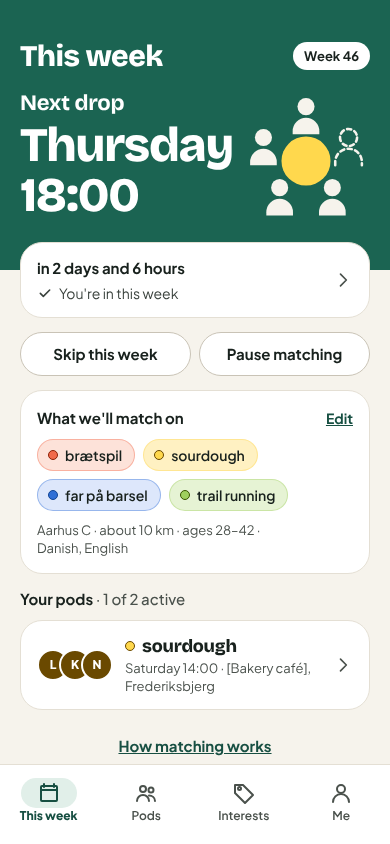 This week
Week 46
Next drop
Thursday
18:00
in 2 days and 6 hours
You're in this week
Skip this week
Pause matching
What we'll match on
Edit
brætspil
sourdough
far på barsel
trail running
Aarhus C · about 10 km · ages 28–42 ·
Danish, English
Your pods · 1 of 2 active
L K N
sourdough
Saturday 14:00 · [Bakery café],
Frederiksbjerg
How matching works
This week
Pods
Interests
Me